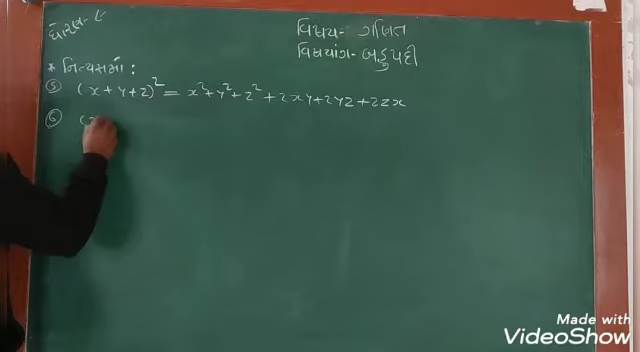 ધોરણ- ૯
વિષય- ગણિત
વિષયાંગ- બહુપદી
* નિત્યસમો :
⑤ (x+y+z)² = x²+y²+z²+2xy+2yz+2zx
⑥ (x
Made with
VideoShow